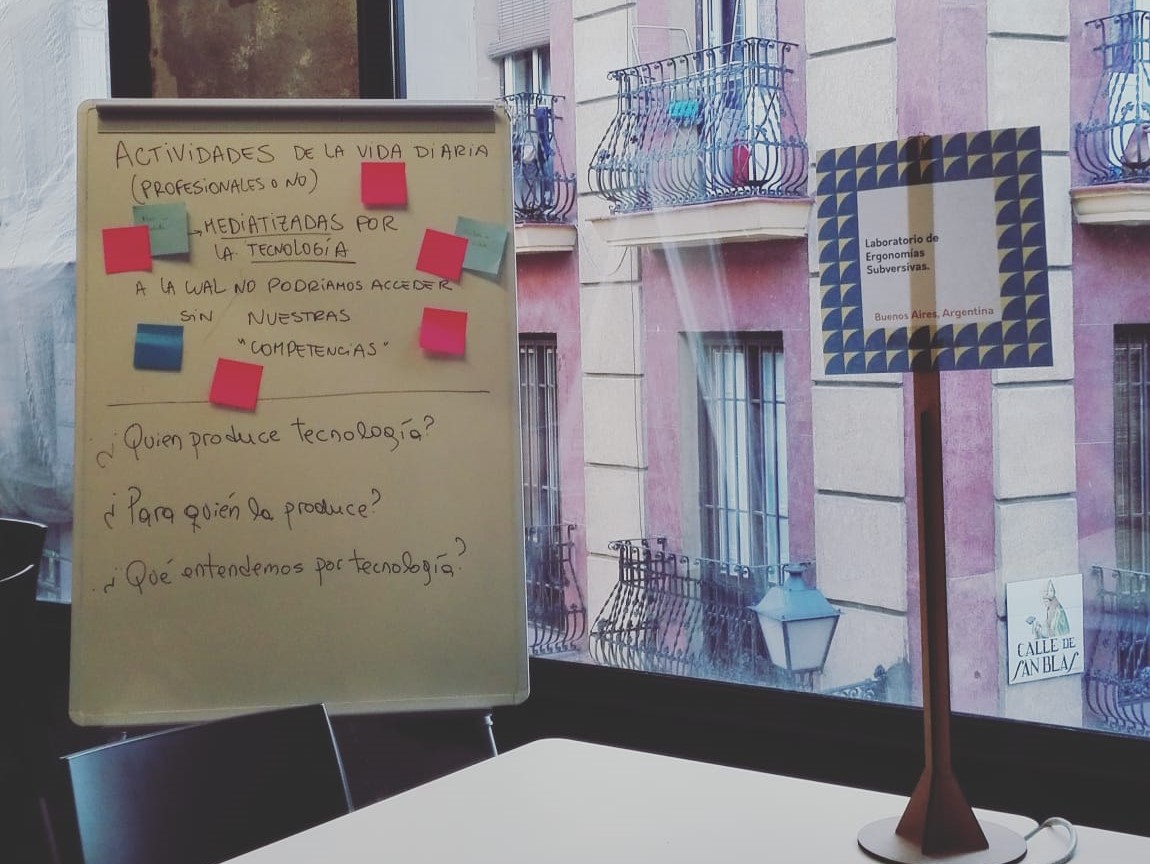 ACTIVIDADES DE LA VIDA DIARIA
(PROFESIONALES O NO)
MEDIATIZADAS POR
LA TECNOLOGÍA
A LA CUAL NO PODRÍAMOS ACCEDER
SIN NUESTRAS
"COMPETENCIAS"
¿Quien produce tecnología?
¿Para quién la produce?
¿Qué entendemos por tecnología?
Laboratorio de
Ergonomías
Subversivas.
Buenos Aires, Argentina
CALLE DE
SAN BLAS